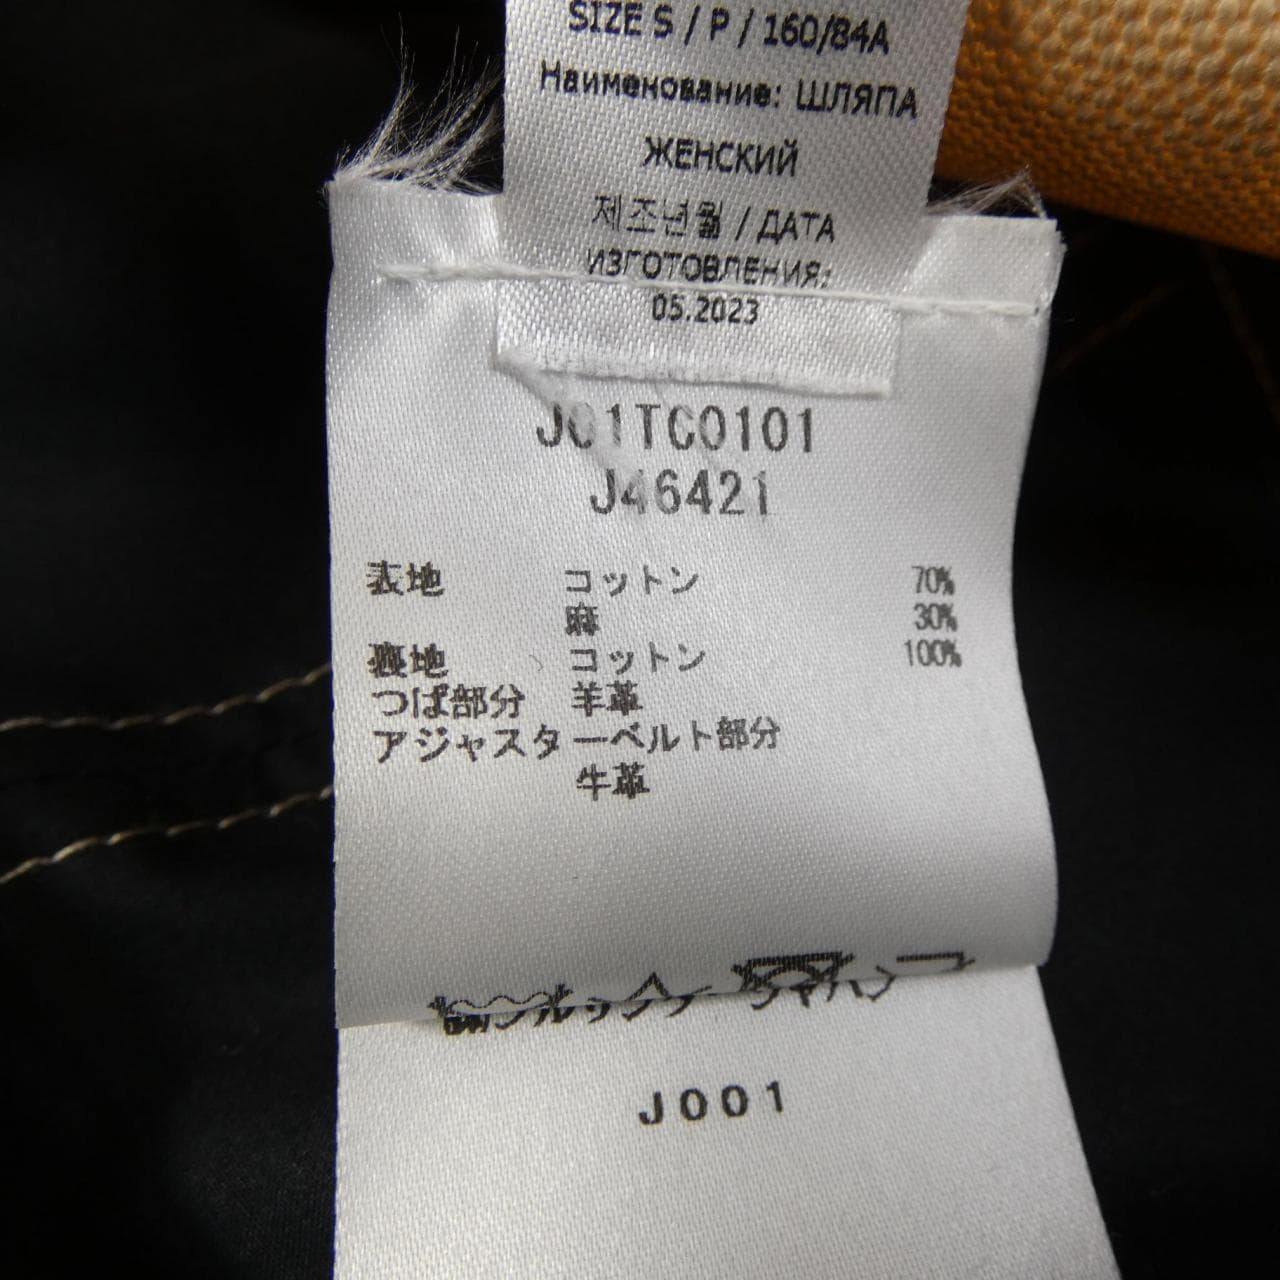 SIZE S / P / 160/84A
Наименование: ШЛЯПА
ЖЕНСКИЙ
제조년월 / ДАТА
ИЗГОТОВЛЕНИЯ:
05.2023
J01TC0101
J46421
表地 コットン 70%
麻 30%
裏地 コットン 100%
つば部分 羊革
アジャスターベルト部分
牛革
J001